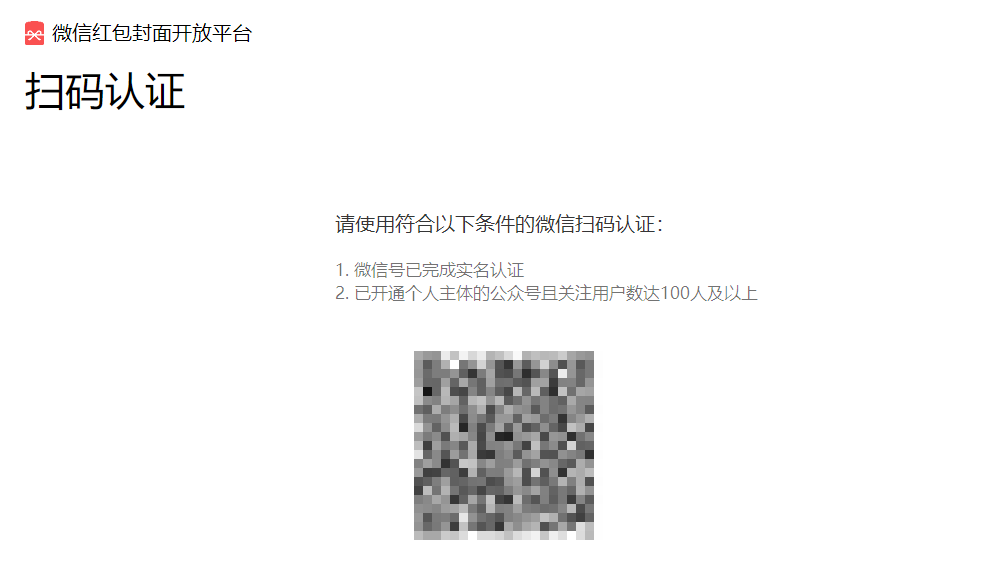 微信红包封面开放平台
扫码认证
请使用符合以下条件的微信扫码认证：
1. 微信号已完成实名认证
2. 已开通个人主体的公众号且关注用户数达100人及以上